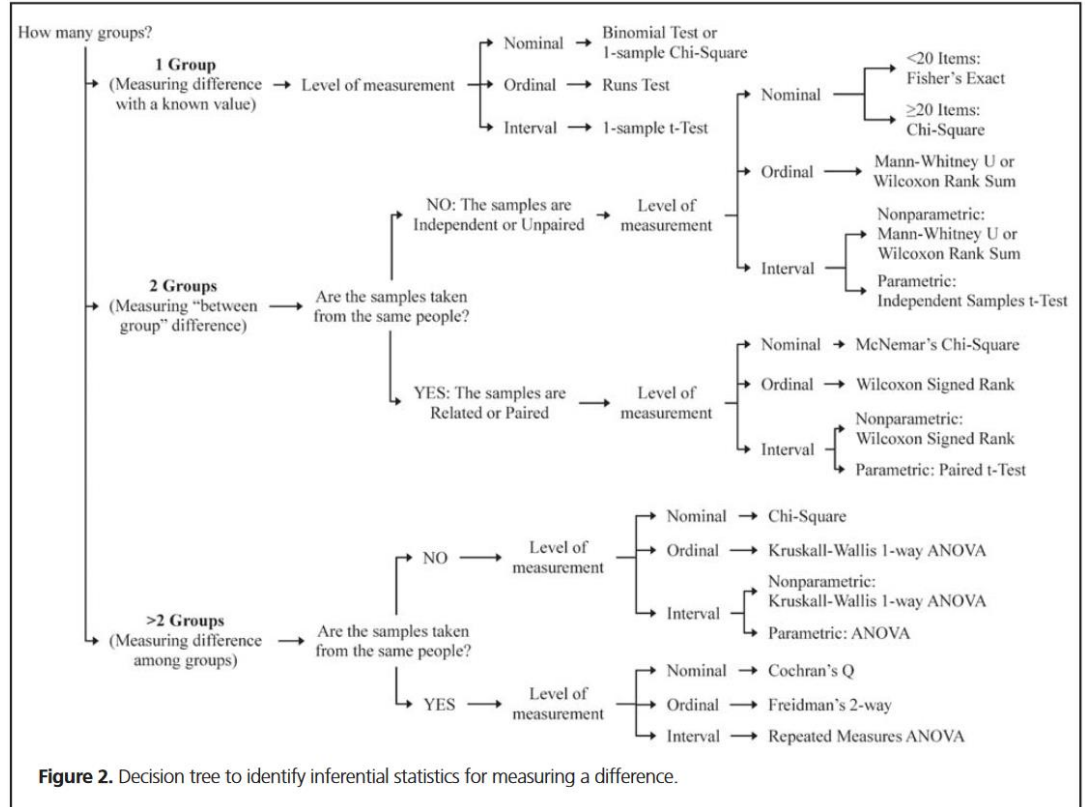 How many groups?
1 Group
(Measuring difference
with a known value)
Level of measurement
Nominal
Binomial Test or
1-sample Chi-Square
Ordinal
Runs Test
Interval
1-sample t-Test
2 Groups
(Measuring “between
group” difference)
Are the samples taken
from the same people?
NO: The samples are
Independent or Unpaired
Level of
measurement
Nominal
<20 Items:
Fisher’s Exact
≥20 Items:
Chi-Square
Ordinal
Mann-Whitney U or
Wilcoxon Rank Sum
Interval
Nonparametric:
Mann-Whitney U or
Wilcoxon Rank Sum
Parametric:
Independent Samples t-Test
YES: The samples are
Related or Paired
Level of
measurement
Nominal
McNemar’s Chi-Square
Ordinal
Wilcoxon Signed Rank
Interval
Nonparametric:
Wilcoxon Signed Rank
Parametric: Paired t-Test
>2 Groups
(Measuring difference
among groups)
Are the samples taken
from the same people?
NO
Level of
measurement
Nominal
Chi-Square
Ordinal
Kruskall-Wallis 1-way ANOVA
Interval
Nonparametric:
Kruskall-Wallis 1-way ANOVA
Parametric: ANOVA
YES
Level of
measurement
Nominal
Cochran’s Q
Ordinal
Freidman’s 2-way
Interval
Repeated Measures ANOVA
Figure 2. Decision tree to identify inferential statistics for measuring a difference.